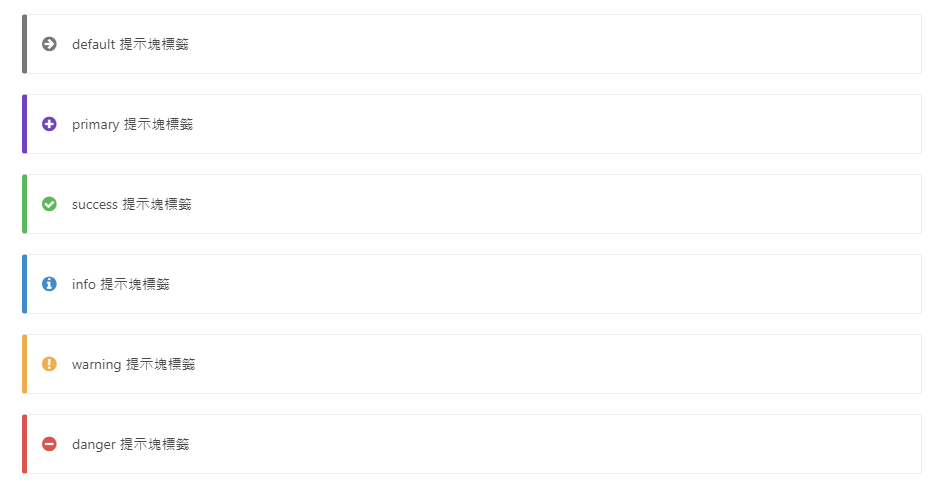 default 提示塊標籤
primary 提示塊標籤
success 提示塊標籤
info 提示塊標籤
warning 提示塊標籤
danger 提示塊標籤